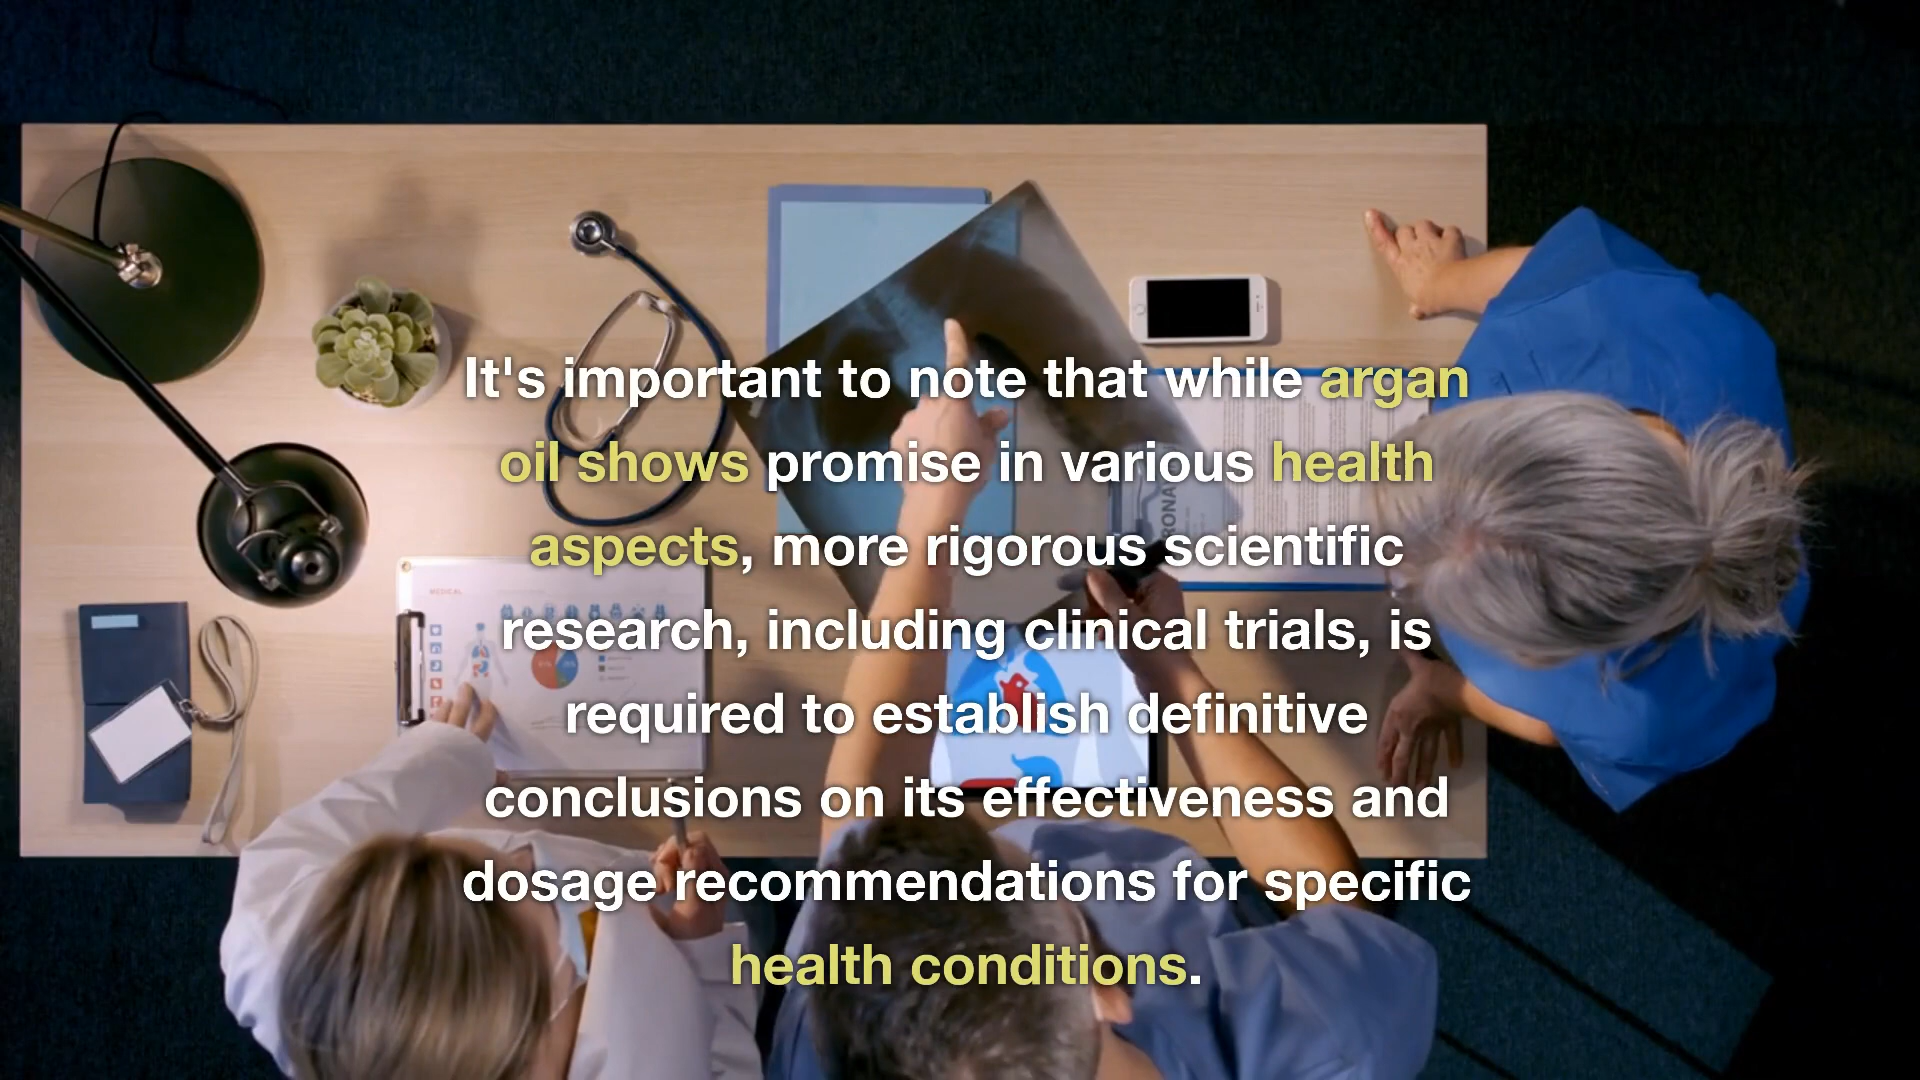 It's important to note that while argan
oil shows promise in various health
aspects, more rigorous scientific
research, including clinical trials, is
required to establish definitive
conclusions on its effectiveness and
dosage recommendations for specific
health conditions.
MEDICAL